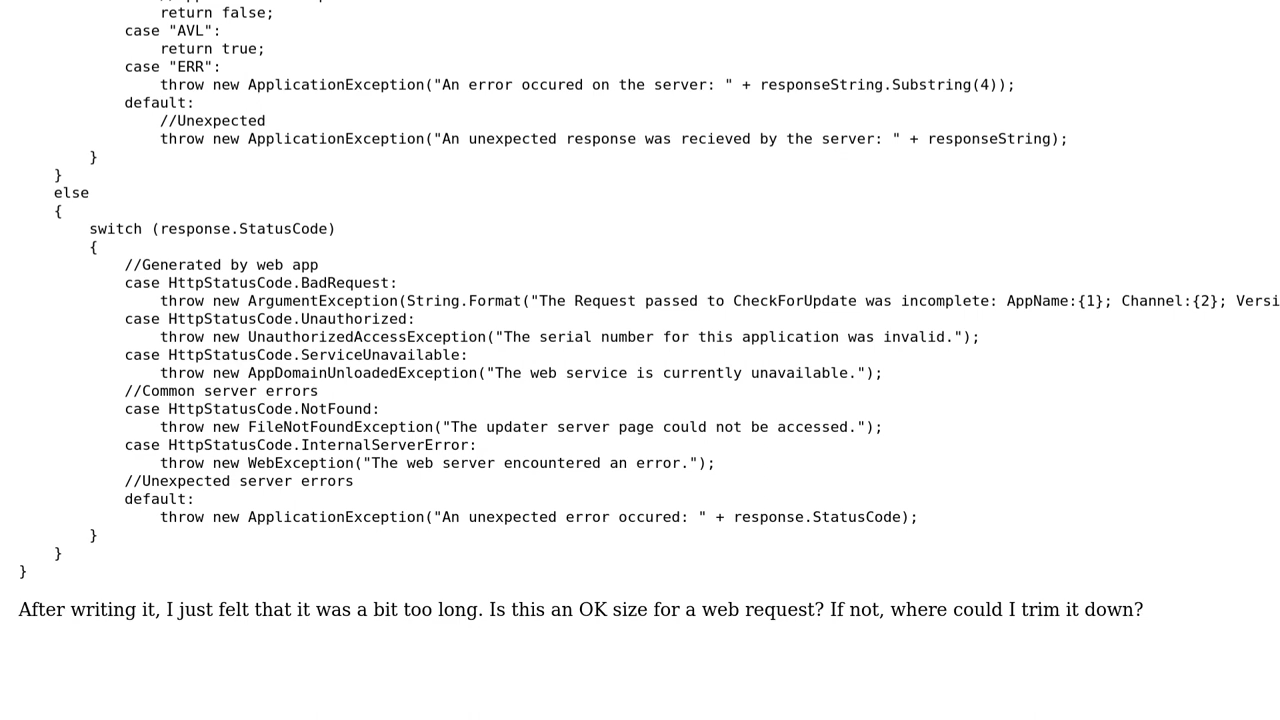 return false;
case "AVL":
return true;
case "ERR":
throw new ApplicationException("An error occured on the server: " + responseString.Substring(4));
default:
//Unexpected
throw new ApplicationException("An unexpected response was recieved by the server: " + responseString);
}
}
else
{
switch (response.StatusCode)
{
//Generated by web app
case HttpStatusCode.BadRequest:
throw new ArgumentException(String.Format("The Request passed to CheckForUpdate was incomplete: AppName:{1}; Channel:{2}; Versi
case HttpStatusCode.Unauthorized:
throw new UnauthorizedAccessException("The serial number for this application was invalid.");
case HttpStatusCode.ServiceUnavailable:
throw new AppDomainUnloadedException("The web service is currently unavailable.");
//Common server errors
case HttpStatusCode.NotFound:
throw new FileNotFoundException("The updater server page could not be accessed.");
case HttpStatusCode.InternalServerError:
throw new WebException("The web server encountered an error.");
//Unexpected server errors
default:
throw new ApplicationException("An unexpected error occured: " + response.StatusCode);
}
}
}
After writing it, I just felt that it was a bit too long. Is this an OK size for a web request? If not, where could I trim it down?